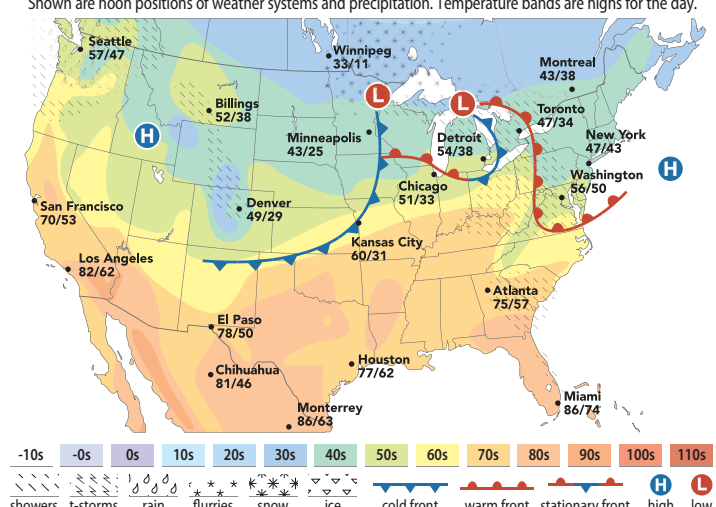 Shown are noon positions of weather systems and precipitation. Temperature bands are highs for the day.
Seattle
57/47
Winnipeg
33/11
Montreal
43/38
Billings
52/38
L
L
Toronto
47/34
H
Minneapolis
43/25
Detroit
54/38
New York
47/43
H
Washington
56/50
Chicago
51/33
San Francisco
70/53
Denver
49/29
Kansas City
60/31
Los Angeles
82/62
Atlanta
75/57
El Paso
78/50
Houston
77/62
Chihuahua
81/46
Miami
86/74
Monterrey
86/63
-10s -0s 0s 10s 20s 30s 40s 50s 60s 70s 80s 90s 100s 110s
H L
showers t-storms rain flurries snow ice cold front warm front stationary front high low